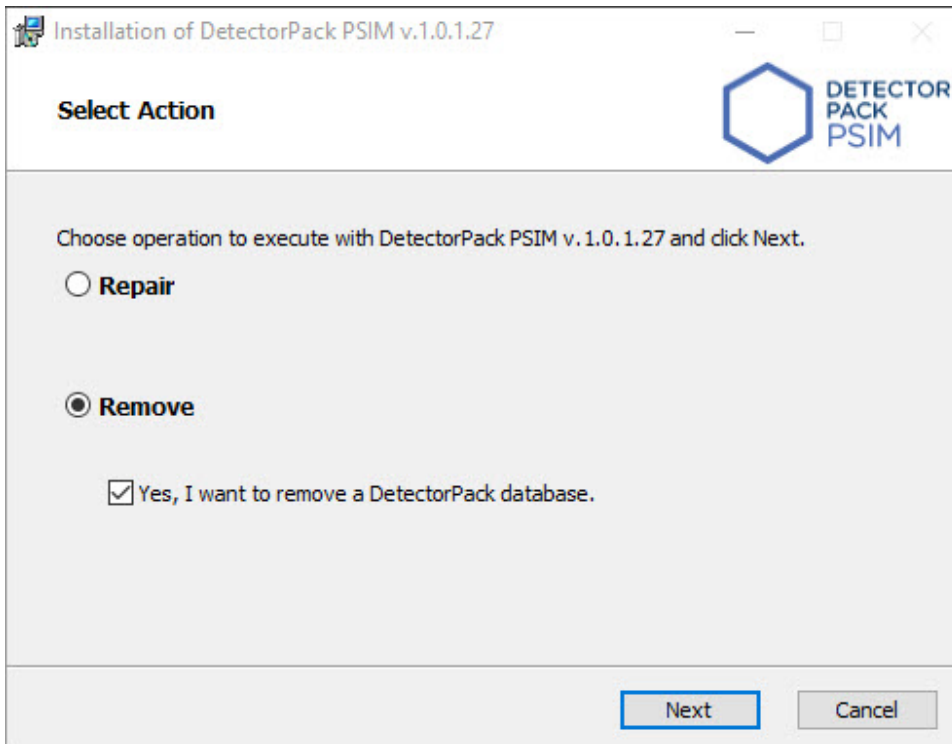 Installation of DetectorPack PSIM v.1.0.1.27
Select Action
DETECTOR
PACK
PSIM
Choose operation to execute with DetectorPack PSIM v.1.0.1.27 and click Next.
Repair
Remove
Yes, I want to remove a DetectorPack database.
Next
Cancel